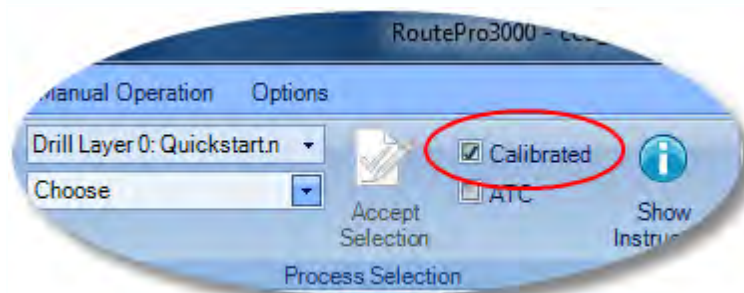 RoutePro3000 -
Manual Operation Options
Drill Layer 0: Quickstart.n
Calibrated
Choose
ATC
Accept
Selection
Show
Process Selection